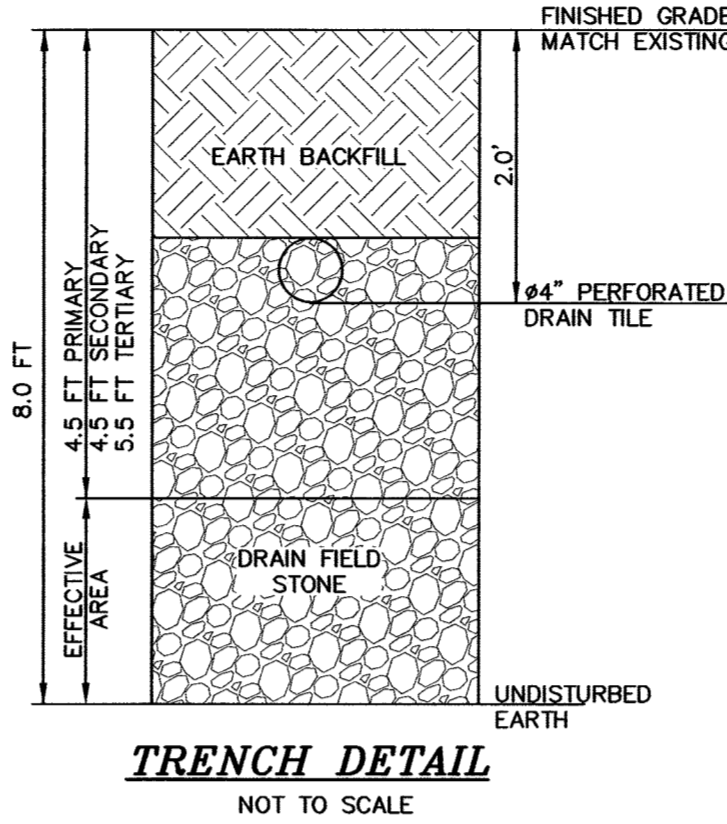 FINISHED GRADE
MATCH EXISTING
EARTH BACKFILL
2.0'
ø4" PERFORATED
DRAIN TILE
8.0 FT
4.5 FT PRIMARY
4.5 FT SECONDARY
5.5 FT TERTIARY
EFFECTIVE
AREA
DRAIN FIELD
STONE
UNDISTURBED
EARTH
TRENCH DETAIL
NOT TO SCALE